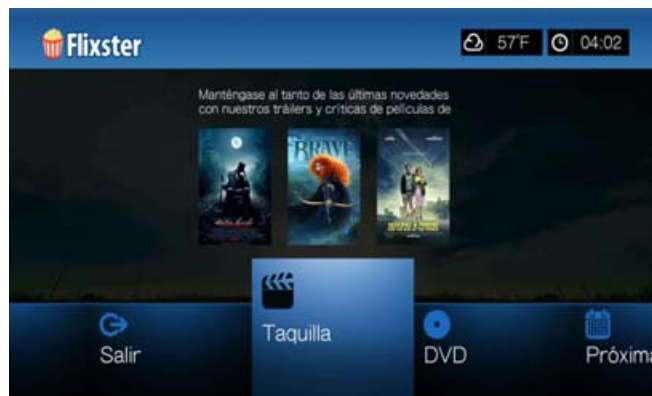 Flixster
57°F
04:02
Manténgase al tanto de las últimas novedades
con nuestros tráilers y críticas de películas de
BRAVE
Taquilla
Salir
DVD
Próxima